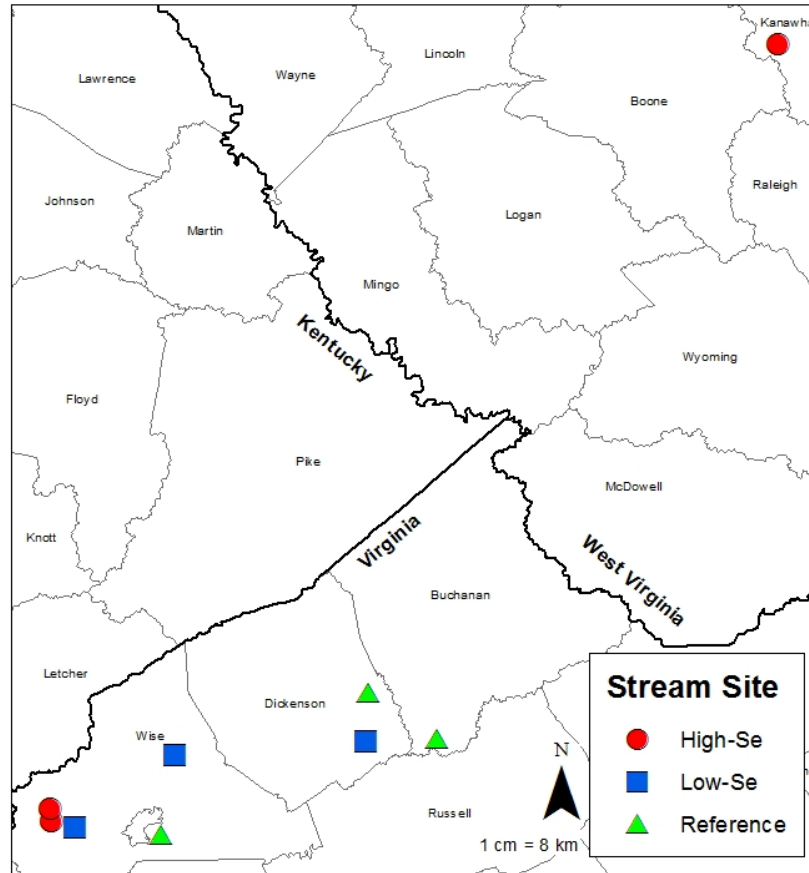 Kanawha
Lincoln
Wayne
Lawrence
Boone
Raleigh
Johnson
Logan
Martin
Mingo
Kentucky
Wyoming
Floyd
Pike
McDowell
Knott
Virginia
West Virginia
Buchanan
Letcher
Dickenson
Wise
Russell
Stream Site
High-Se
Low-Se
Reference
N
1 cm = 8 km